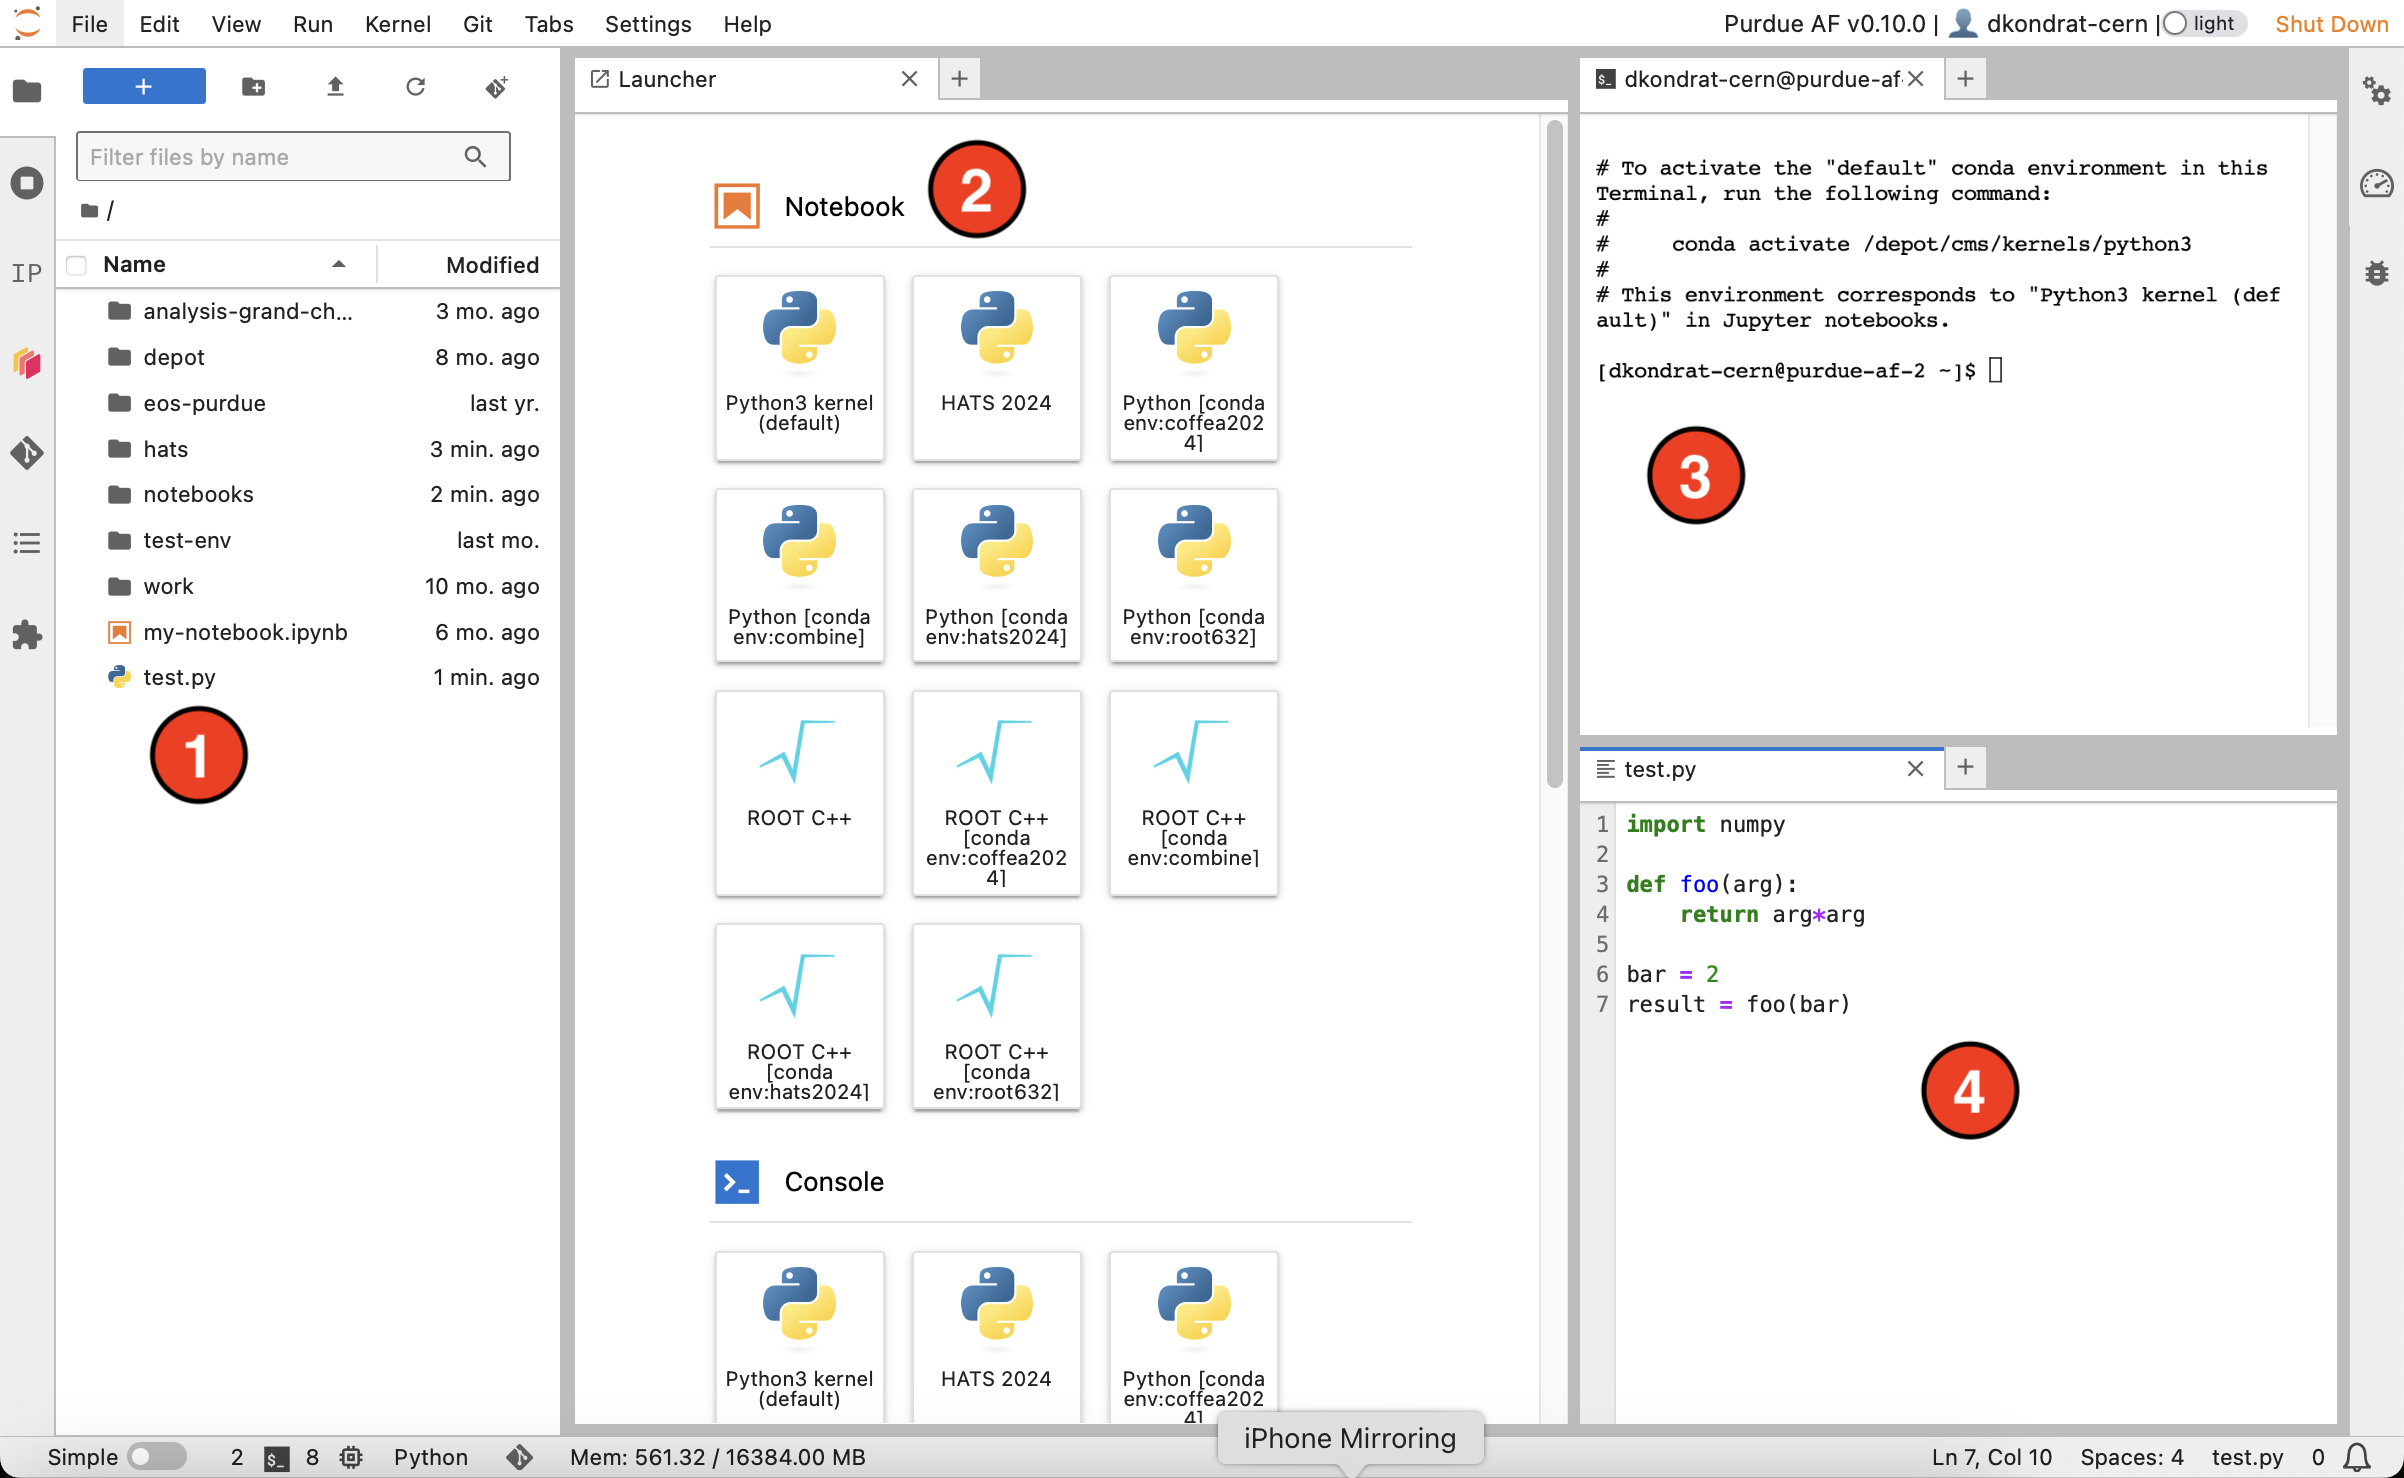 File Edit View Run Kernel Git Tabs Settings Help
Purdue AF v0.10.0 | dkondrat-cern | light Shut Down
Filter files by name
/
Name Modified
analysis-grand-ch... 3 mo. ago
depot 8 mo. ago
eos-purdue last yr.
hats 3 min. ago
notebooks 2 min. ago
test-env last mo.
work 10 mo. ago
my-notebook.ipynb 6 mo. ago
test.py 1 min. ago
1
IP
Launcher
Notebook
2
Python3 kernel
(default)
HATS 2024
Python [conda
env:coffea202
4]
Python [conda
env:combine]
Python [conda
env:hats2024]
Python [conda
env:root632]
ROOT C++
ROOT C++
[conda
env:coffea202
4]
ROOT C++
[conda
env:combine]
ROOT C++
[conda
env:hats2024]
ROOT C++
[conda
env:root632]
Console
Python3 kernel
(default)
HATS 2024
Python [conda
env:coffea202
4]
dkondrat-cern@purdue-af-
# To activate the "default" conda environment in this
Terminal, run the following command:
#
#     conda activate /depot/cms/kernels/python3
#
# This environment corresponds to "Python3 kernel (def
ault)" in Jupyter notebooks.
[dkondrat-cern@purdue-af-2 ~]$
3
test.py
1 import numpy
2
3 def foo(arg):
4     return arg*arg
5
6 bar = 2
7 result = foo(bar)
4
iPhone Mirroring
Simple 2 $_ 8 Python Mem: 561.32 / 16384.00 MB
Ln 7, Col 10 Spaces: 4 test.py 0